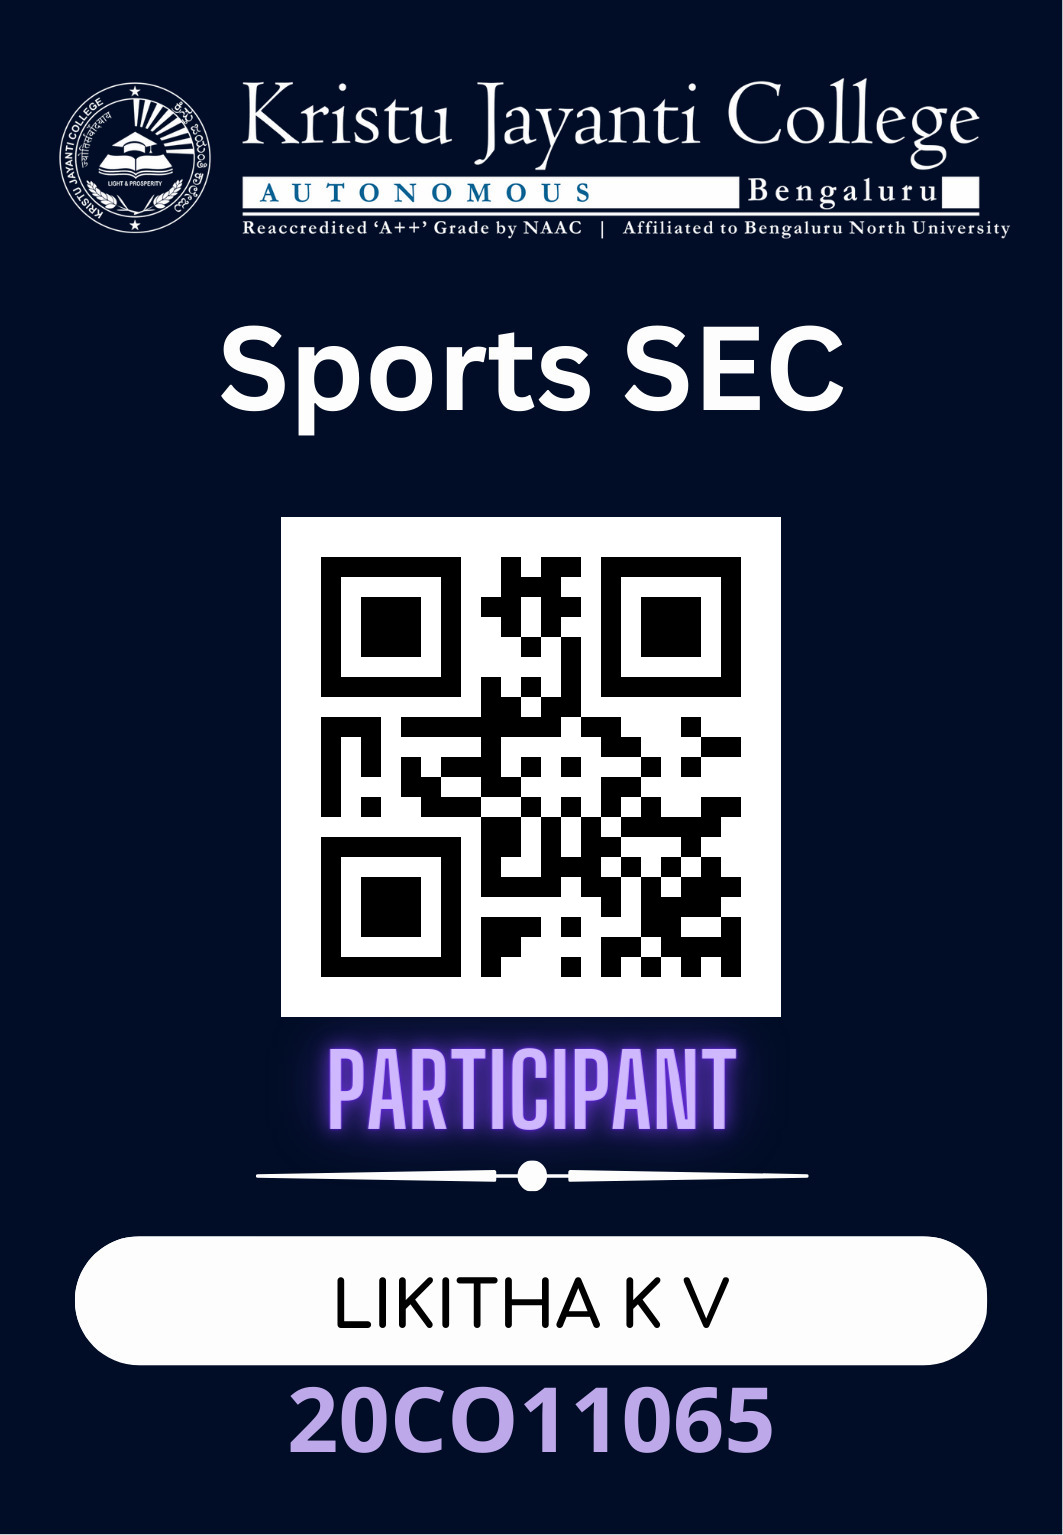 KRISTU JAYANTI COLLEGE
LIGHT & PROSPERITY
Kristu Jayanti College
AUTONOMOUS Bengaluru
Reaccredited ‘A++’ Grade by NAAC | Affiliated to Bengaluru North University
Sports SEC
PARTICIPANT
LIKITHA K V
20CO11065